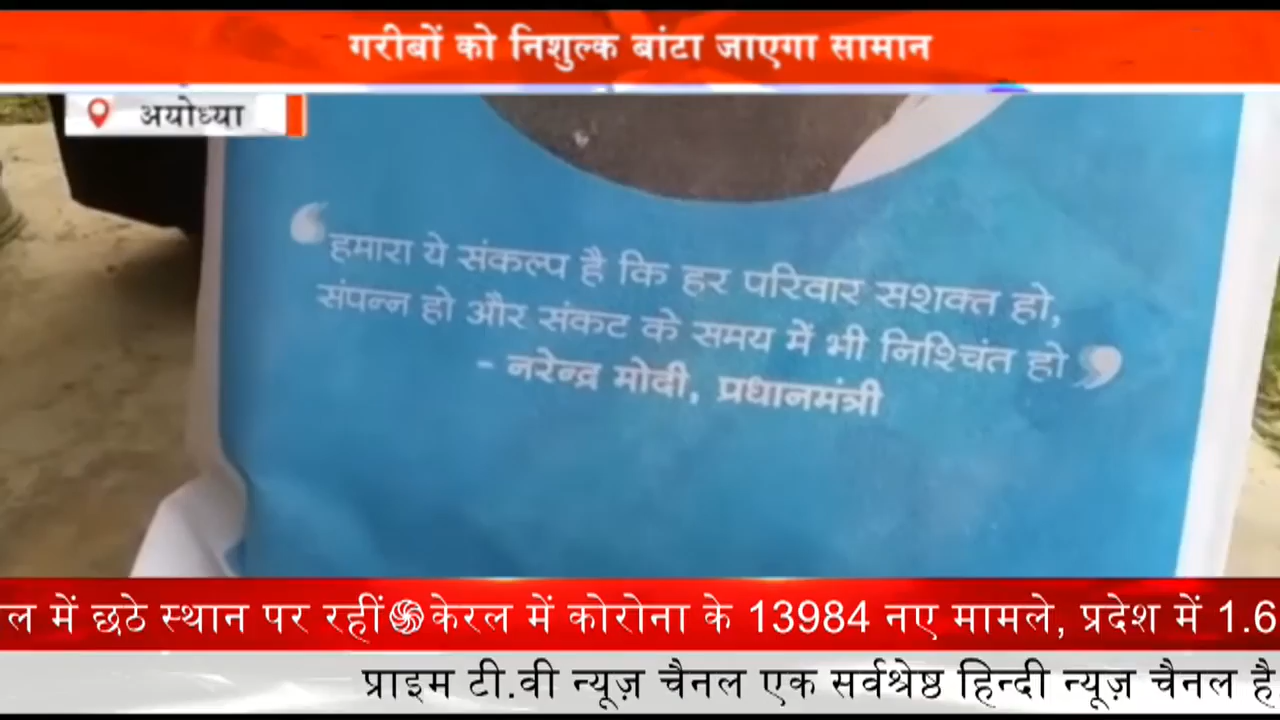 गरीबों को निशुल्क बांटा जाएगा सामान
अयोध्या
“हमारा ये संकल्प है कि हर परिवार सशक्त हो,
संपन्न हो और संकट के समय में भी निश्चिंत हो”
- नरेन्द्र मोदी, प्रधानमंत्री
ल में छठे स्थान पर रहीं केरल में कोरोना के 13984 नए मामले, प्रदेश में 1.6
प्राइम टी.वी न्यूज़ चैनल एक सर्वश्रेष्ठ हिन्दी न्यूज़ चैनल है